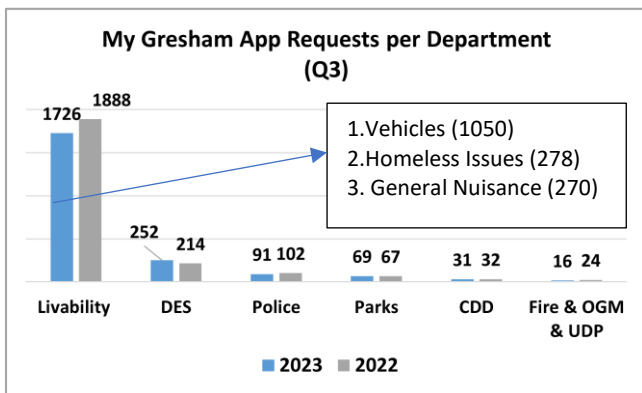 My Gresham App Requests per Department
(Q3)
1726
1888
252
214
91
102
69
67
31
32
16
24
1.Vehicles (1050)
2.Homeless Issues (278)
3. General Nuisance (270)
Livability
DES
Police
Parks
CDD
Fire & OGM
& UDP
2023
2022